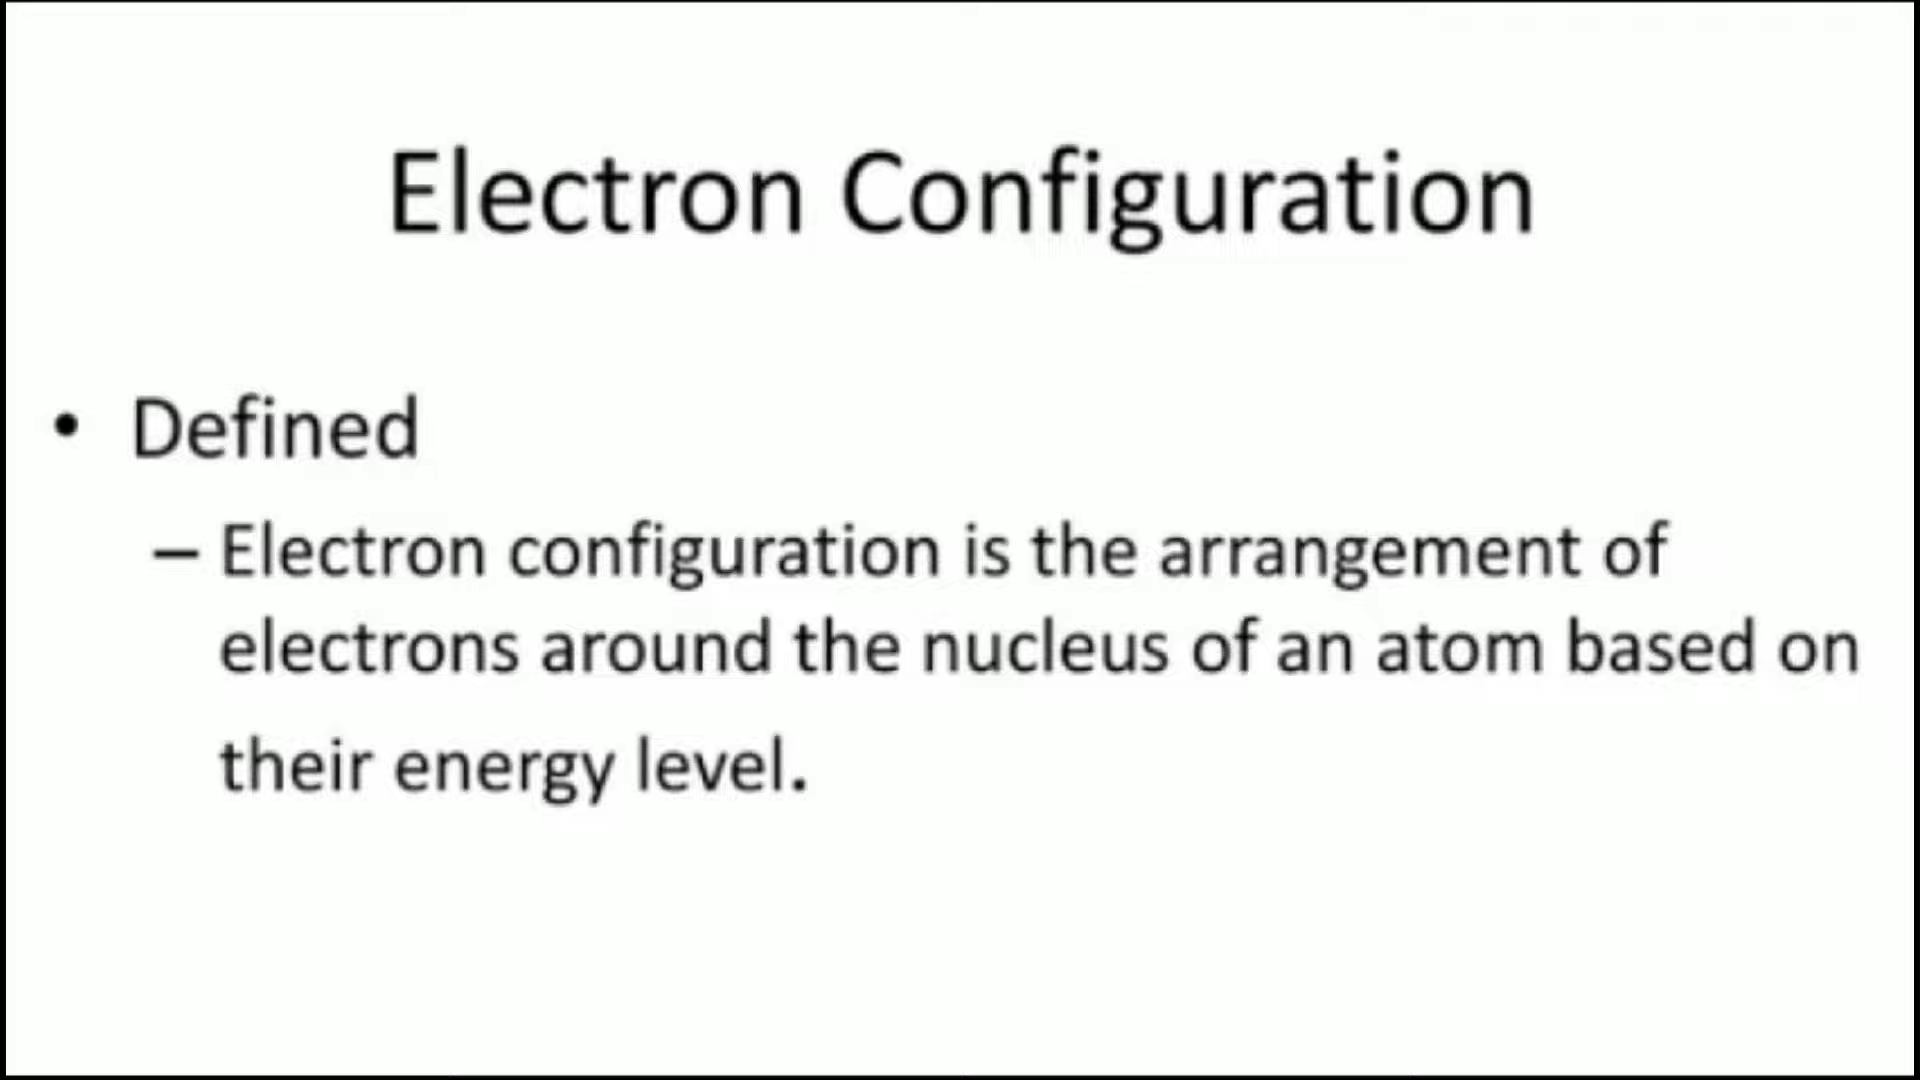 Electron Configuration
• Defined
– Electron configuration is the arrangement of
electrons around the nucleus of an atom based on
their energy level.